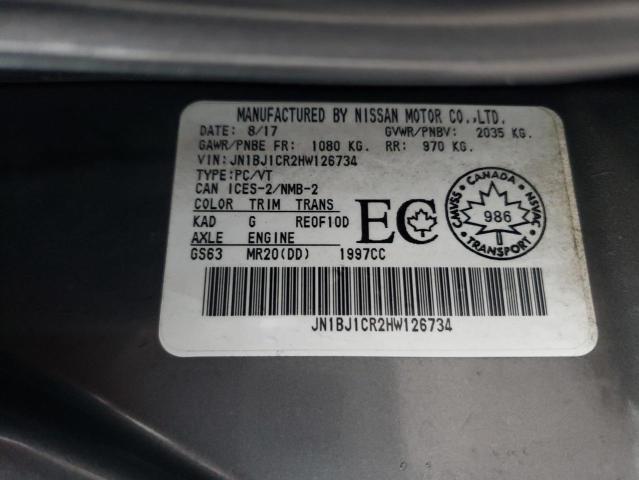 MANUFACTURED BY NISSAN MOTOR CO.,LTD.
DATE: 8/17 GVWR/PNBV: 2035 KG.
GAWR/PNBE FR: 1080 KG. RR: 970 KG.
VIN: JN1BJ1CR2HW126734
TYPE:PC/VT
CAN ICES-2/NMB-2
COLOR TRIM TRANS
KAD G RE0F10D
AXLE ENGINE
GS63 MR20(DD) 1997CC
EC
CANADA
CMVSS 986 NSVAC
TRANSPORT
JN1BJ1CR2HW126734